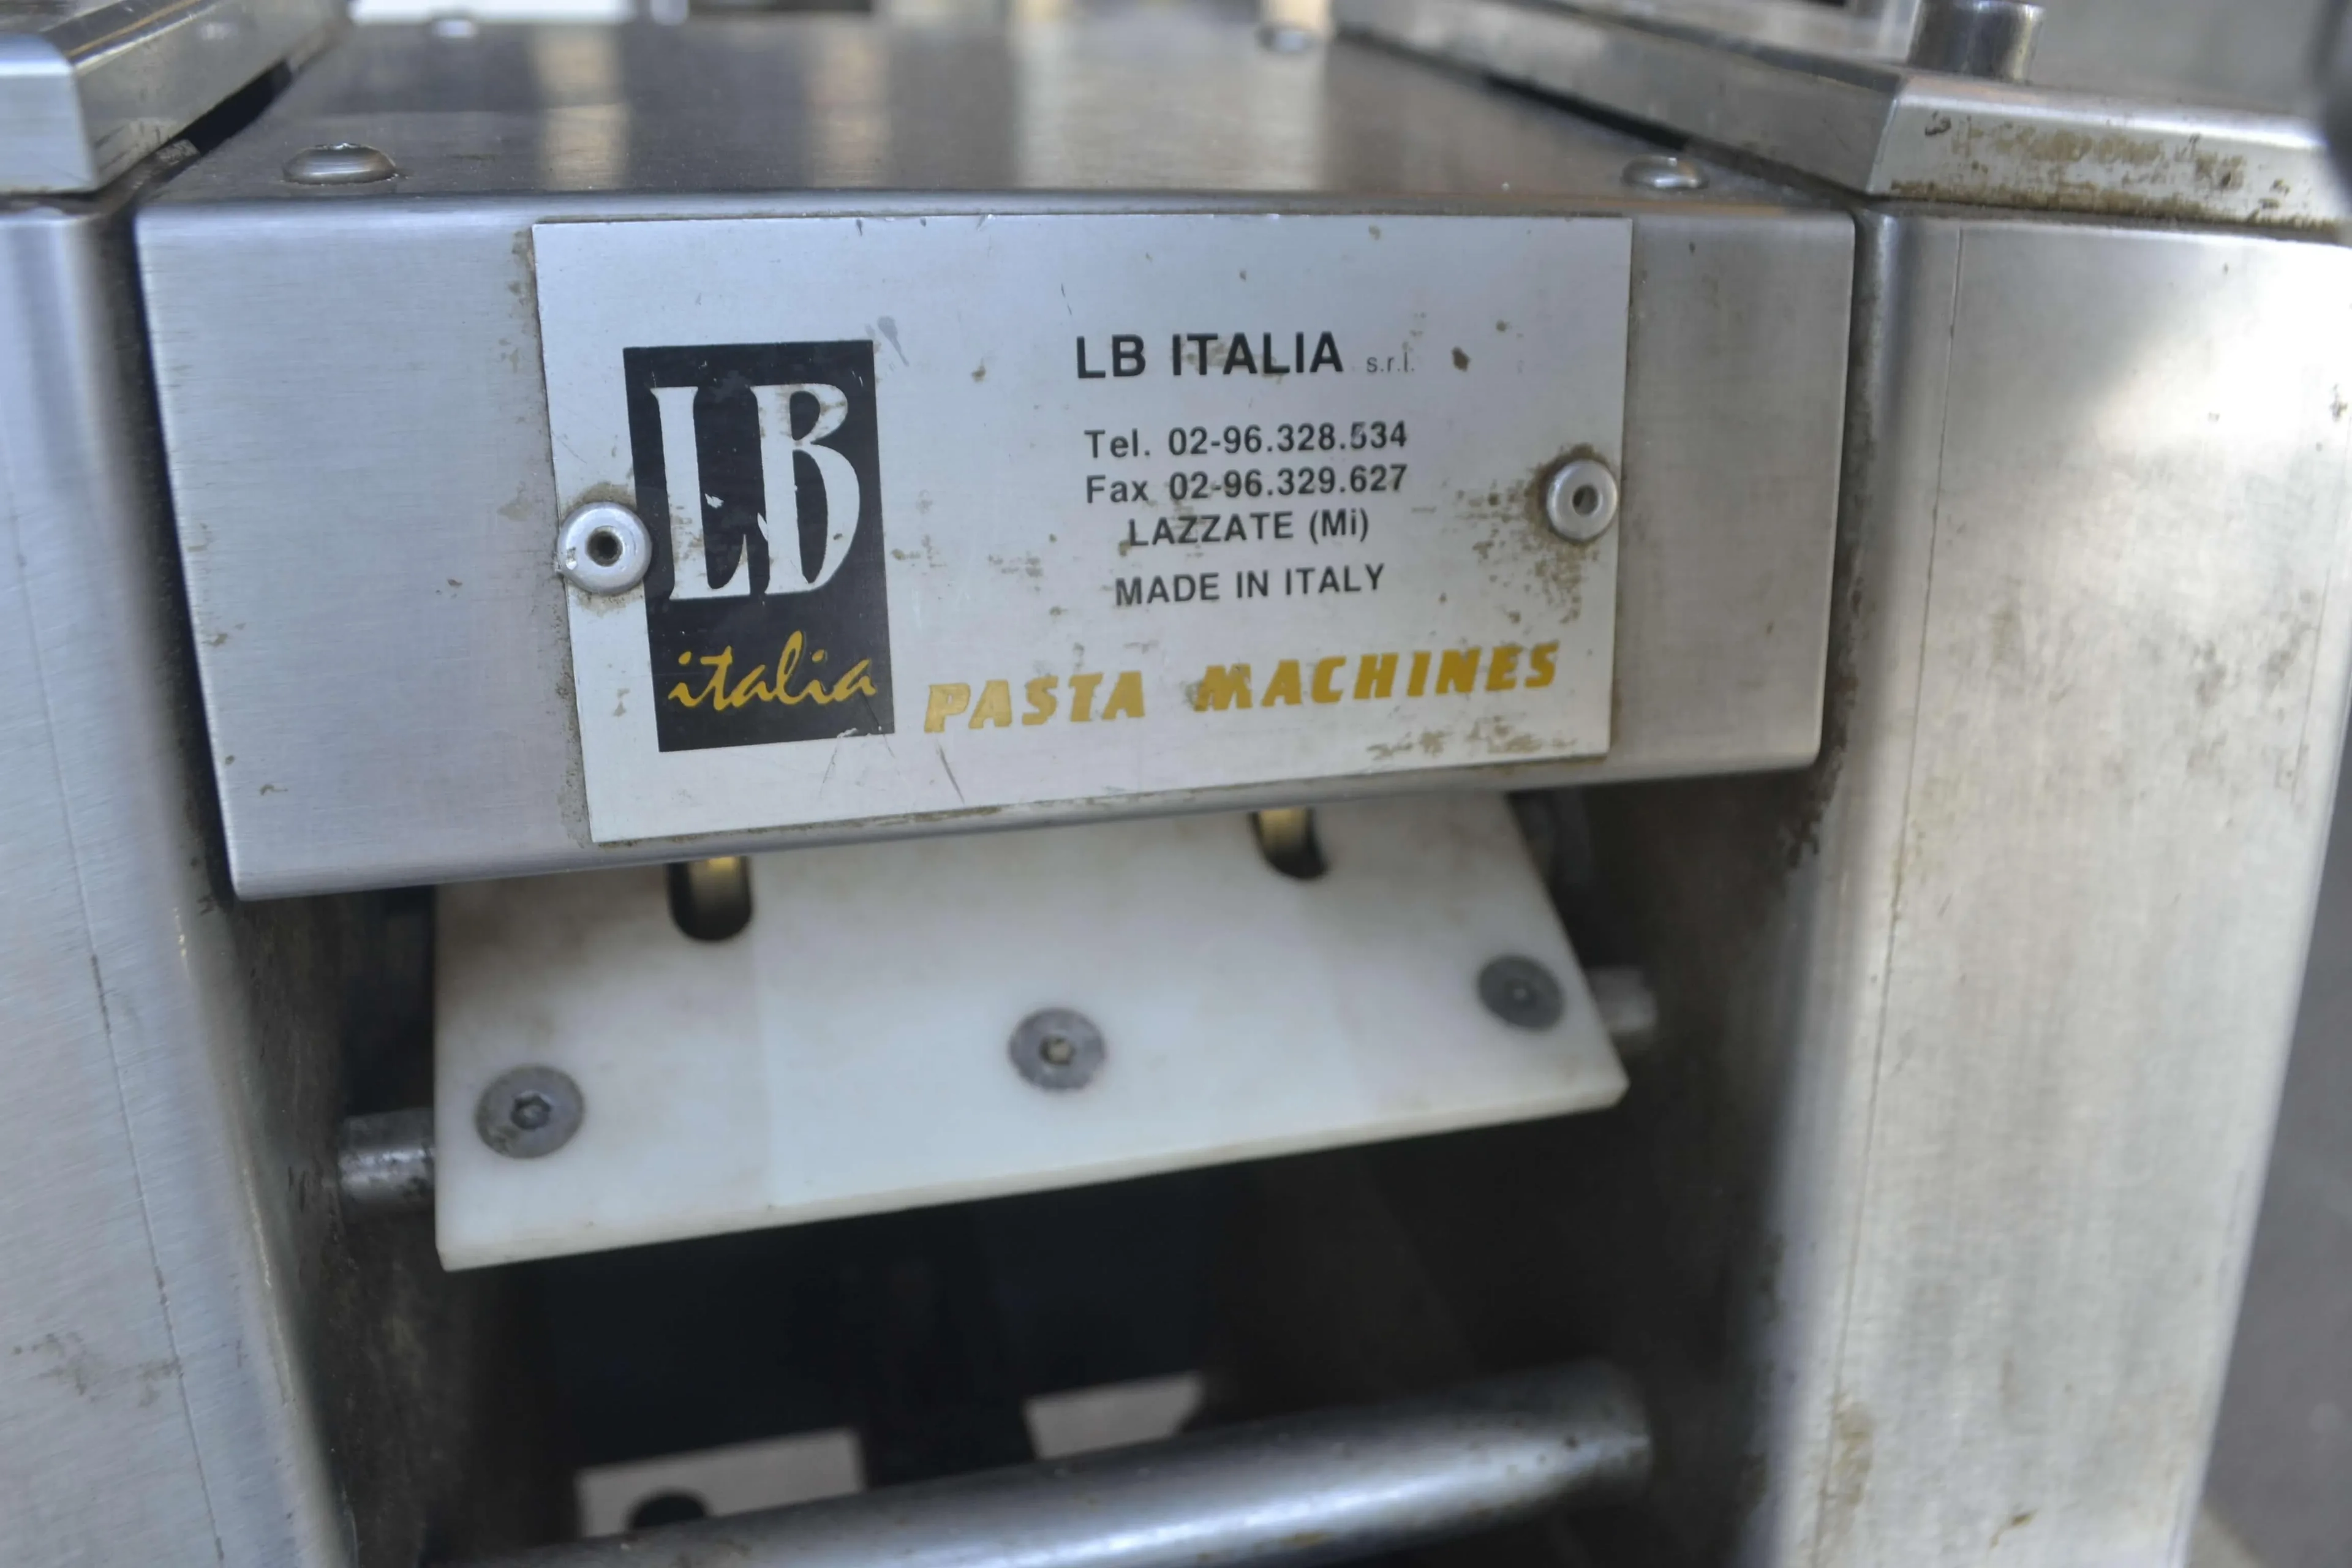 LB
italia
LB ITALIA s.r.l.
Tel. 02-96.328.534
Fax 02-96.329.627
LAZZATE (Mi)
MADE IN ITALY
PASTA MACHINES